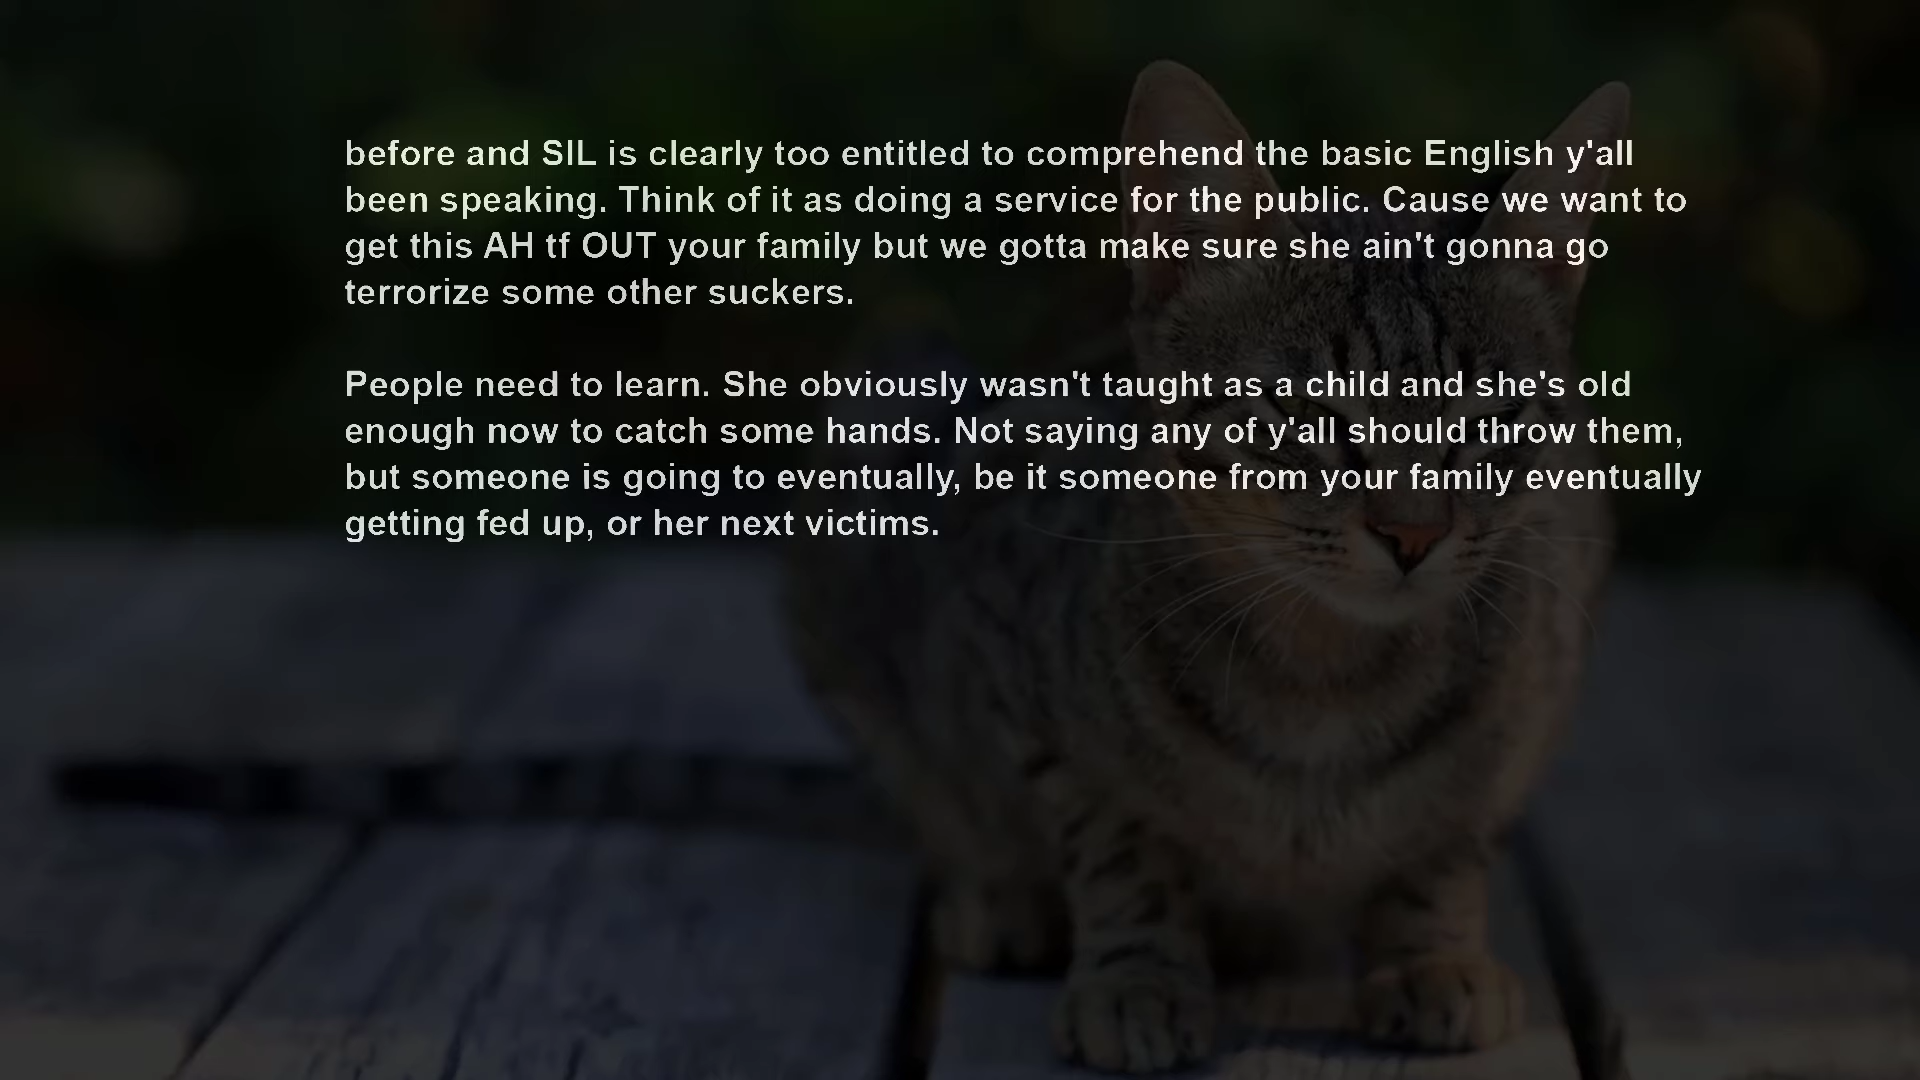 before and SIL is clearly too entitled to comprehend the basic English y'all
been speaking. Think of it as doing a service for the public. Cause we want to
get this AH tf OUT your family but we gotta make sure she ain't gonna go
terrorize some other suckers.
People need to learn. She obviously wasn't taught as a child and she's old
enough now to catch some hands. Not saying any of y'all should throw them,
but someone is going to eventually, be it someone from your family eventually
getting fed up, or her next victims.